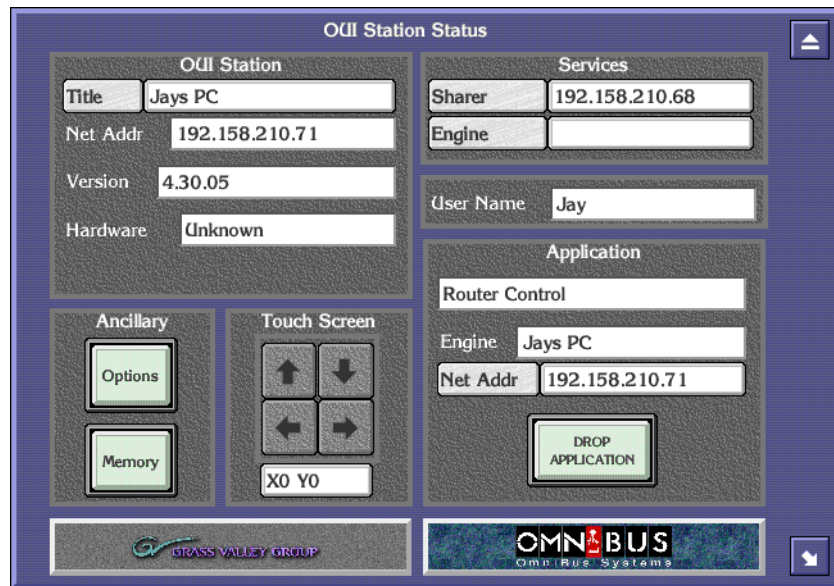 OUI Station Status
OUI Station
Title Jays PC
Net Addr 192.158.210.71
Version 4.30.05
Hardware Unknown
Services
Sharer 192.158.210.68
Engine
User Name Jay
Application
Router Control
Engine Jays PC
Net Addr 192.158.210.71
DROP
APPLICATION
Ancillary
Options
Memory
Touch Screen
X0 Y0
GRASS VALLEY GROUP
OMNIBUS
OmniBus Systems